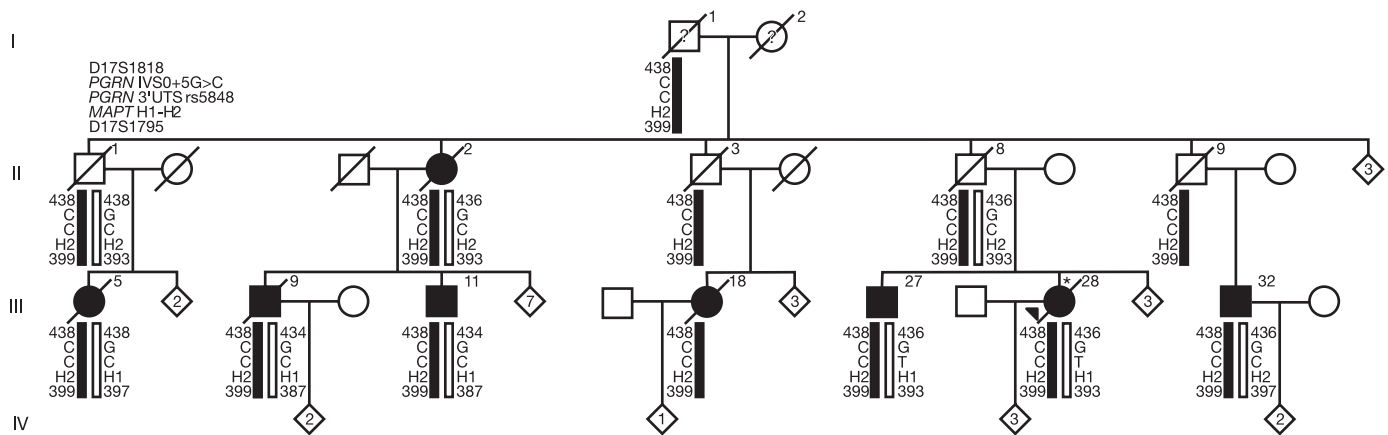 I
1
2
?
?
D17S1818
PGRN IVS0+5G>C
PGRN 3'UTS rs5848
MAPT H1-H2
D17S1795
438
C
C
H2
399
II
1
2
3
8
9
3
438 438
C G
C C
H2 H2
399 393
438 436
C G
C C
H2 H2
399 393
438
C
C
H2
399
438 436
C G
C C
H2 H2
399 393
438
C
C
H2
399
III
5
2
9
11
7
18
3
27
* 28
3
32
438 438
C G
C C
H2 H1
399 397
438 434
C G
C C
H2 H1
399 387
438 434
C G
C C
H2 H1
399 387
438
C
C
H2
399
438 436
C G
C T
H2 H1
399 393
438 436
C G
C T
H2 H1
399 393
438 436
C G
C C
H2 H2
399 397
IV
2
1
3
2